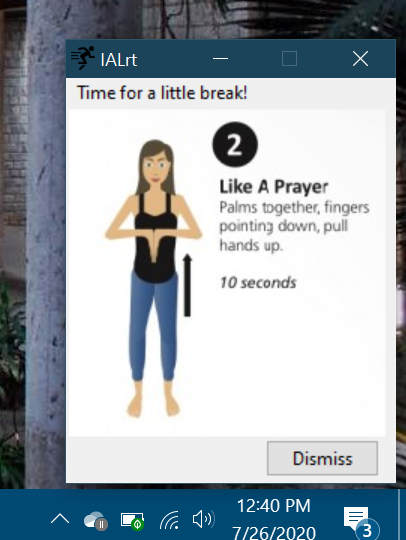 IALrt
Time for a little break!
2
Like A Prayer
Palms together, fingers
pointing down, pull
hands up.
10 seconds
Dismiss
12:40 PM
7/26/2020
3